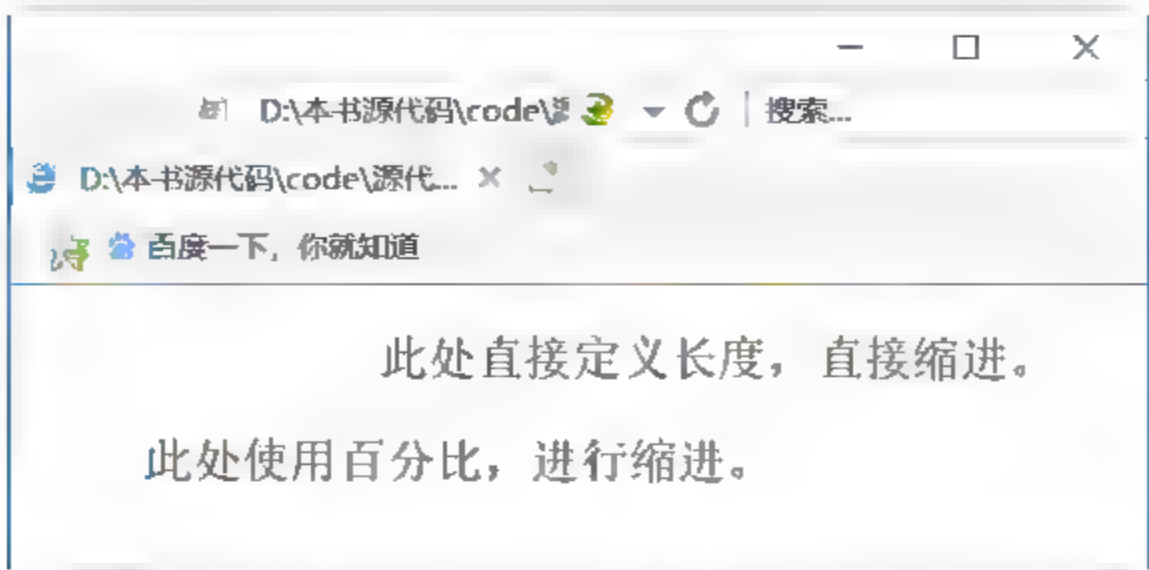 D:\本书源代码\code\源 搜索...
D:\本书源代码\code\源代...
百度一下，你就知道
此处直接定义长度，直接缩进。
此处使用百分比，进行缩进。